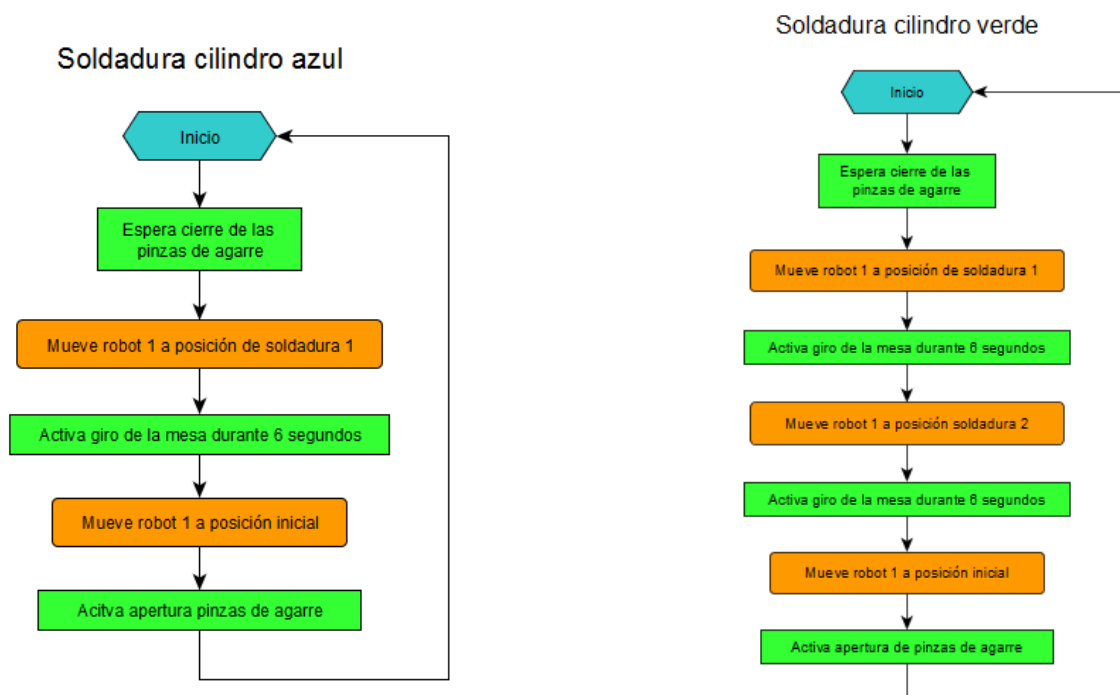 Soldadura cilindro azul
Inicio
Espera cierre de las
pinzas de agarre
Mueve robot 1 a posición de soldadura 1
Activa giro de la mesa durante 6 segundos
Mueve robot 1 a posición inicial
Acitva apertura pinzas de agarre
Soldadura cilindro verde
Inicio
Espera cierre de las
pinzas de agarre
Mueve robot 1 a posición de soldadura 1
Activa giro de la mesa durante 6 segundos
Mueve robot 1 a posición soldadura 2
Activa giro de la mesa durante 6 segundos
Mueve robot 1 a posición inicial
Activa apertura de pinzas de agarre